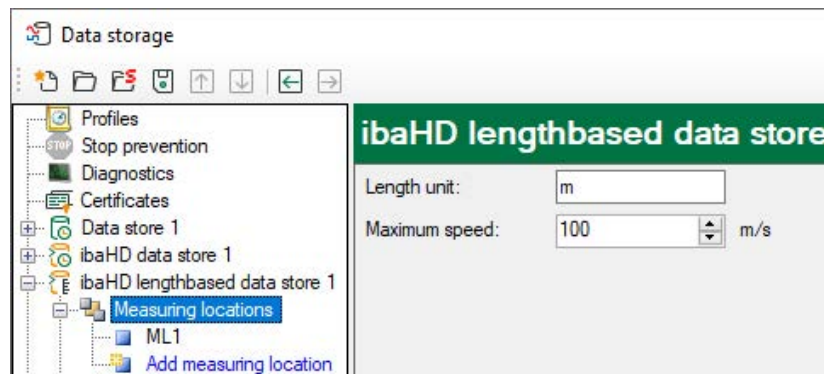 Data storage
Profiles
STOP Stop prevention
Diagnostics
Certificates
Data store 1
ibaHD data store 1
ibaHD lengthbased data store 1
Measuring locations
ML1
Add measuring location
ibaHD lengthbased data store
Length unit: m
Maximum speed: 100 m/s